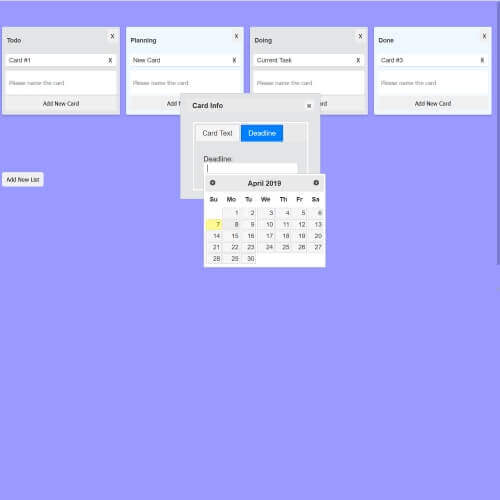 Todo X
Planning X
Doing X
Done X
Card #1 X
New Card X
Current Task X
Card #3 X
Please name the card
Please name the card
Please name the card
Please name the card
Add New Card
Add N
rd
Add New Card
Card Info x
Card Text Deadline
Deadline:
Add New List
April 2019
Su Mo Tu We Th Fr Sa
1 2 3 4 5 6
7 8 9 10 11 12 13
14 15 16 17 18 19 20
21 22 23 24 25 26 27
28 29 30